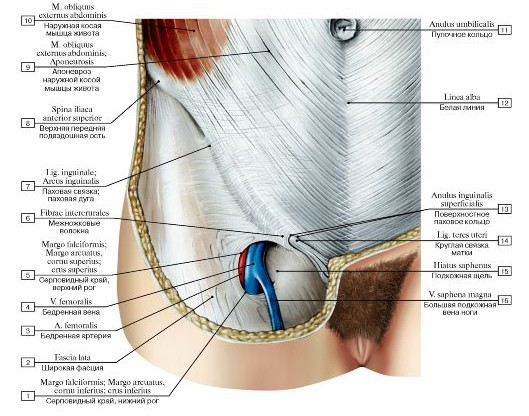 10
M. obliquus
externus abdominis
Наружная косая
мышца живота
9
M. obliquus
externus abdominis;
Aponeurosis
Апоневроз
наружной косой
мышцы живота
8
Spina iliaca
anterior superior
Верхняя передняя
подвздошная ость
7
Lig. inguinale;
Arcus inguinalis
Паховая связка;
паховая дуга
6
Fibrae intercrurales
Межножковые
волокна
5
Margo falciformis;
Margo arcuatus,
cornu superius;
crus superius
Серповидный край,
верхний рог
4
V. femoralis
Бедренная вена
3
A. femoralis
Бедренная артерия
2
Fascia lata
Широкая фасция
1
Margo falciformis; Margo arcuatus,
cornu inferius; crus inferius
Серповидный край, нижний рог
Anulus umbilicalis
11
Пупочное кольцо
Linea alba
12
Белая линия
Anulus inguinalis
superficialis
13
Поверхностное
паховое кольцо
Lig. teres uteri
14
Круглая связка
матки
Hiatus saphenus
15
Подкожная щель
V. saphena magna
16
Большая подкожная
вена ноги